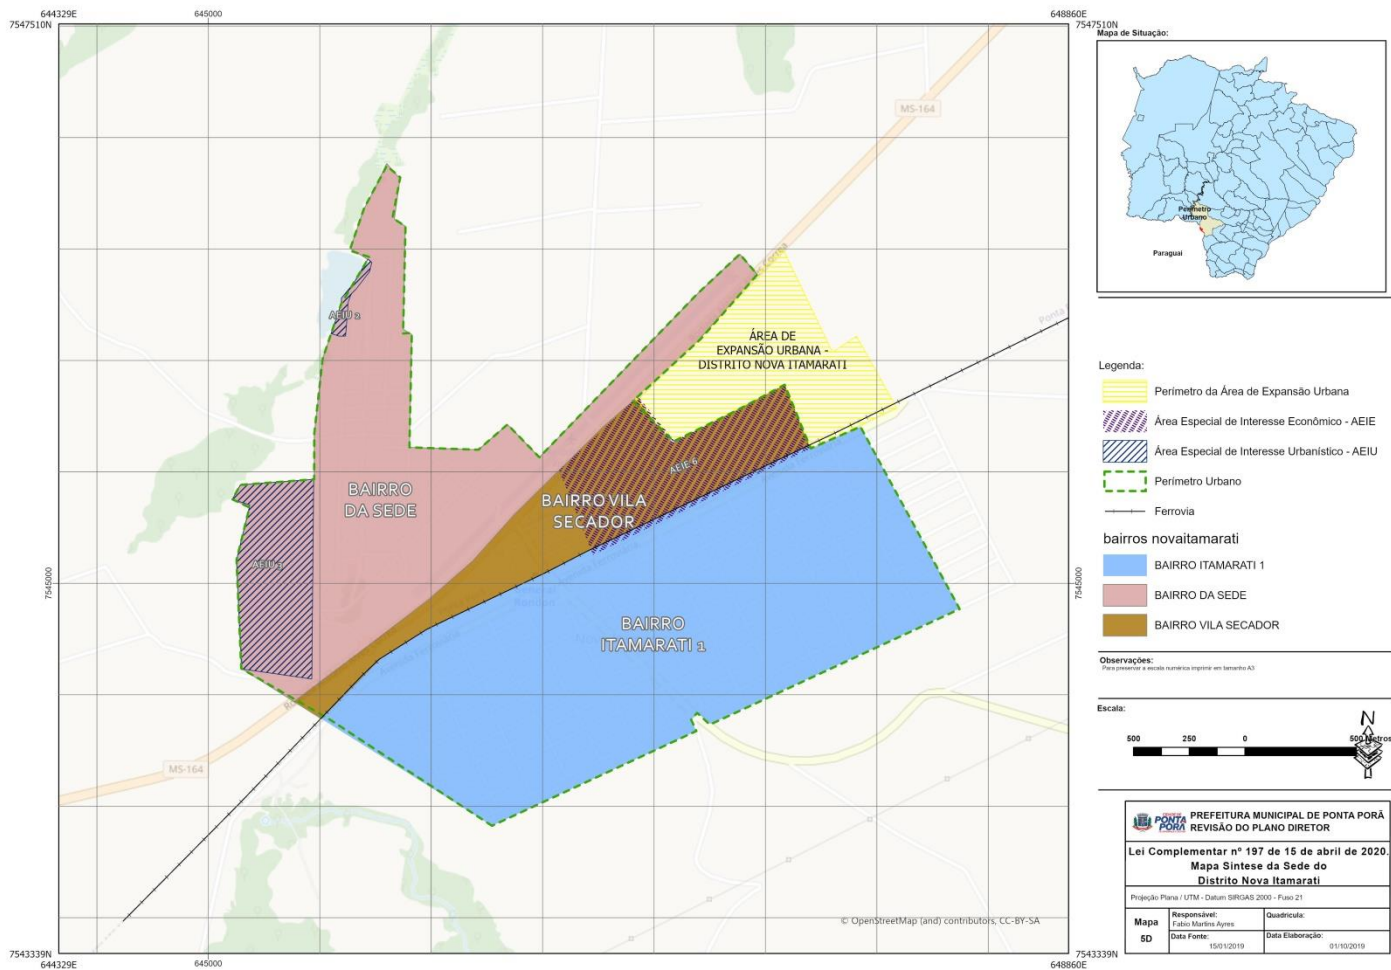 644329E
645000
648860E
7547510N
7547510N
MS-164
AEIU 2
ÁREA DE
EXPANSÃO URBANA -
DISTRITO NOVA ITAMARATI
AEIE 6
BAIRRO
DA SEDE
BAIRRO VILA
SECADOR
BAIRRO
ITAMARATI 1
7545000
7545000
MS-164
© OpenStreetMap (and) contributors, CC-BY-SA
7543339N
7543339N
644329E
645000
648860E
Mapa de Situação:
Perímetro
Urbano
Paraguai
Legenda:
Perímetro da Área de Expansão Urbana
Área Especial de Interesse Econômico - AEIE
Área Especial de Interesse Urbanístico - AEIU
Perímetro Urbano
Ferrovia
bairros novaitamarati
BAIRRO ITAMARATI 1
BAIRRO DA SEDE
BAIRRO VILA SECADOR
Observações:
Para preservar a escala numérica imprimir em tamanho A3
Escala:
500 250 0 500 Metros
N
PONTA PORÃ
PREFEITURA MUNICIPAL DE PONTA PORÃ
REVISÃO DO PLANO DIRETOR
Lei Complementar nº 197 de 15 de abril de 2020.
Mapa Sintese da Sede do
Distrito Nova Itamarati
Projeção Plana / UTM - Datum SIRGAS 2000 - Fuso 21
Mapa
5D
Responsável:
Fabio Martins Ayres
Quadrícula:
Data Fonte:
15/01/2019
Data Elaboração:
01/10/2019